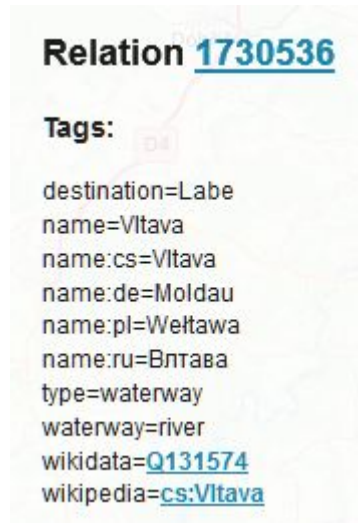 Relation 1730536
Tags:
destination=Labe
name=Vltava
name:cs=Vltava
name:de=Moldau
name:pl=Wełtawa
name:ru=Влтава
type=waterway
waterway=river
wikidata=Q131574
wikipedia=cs:Vltava